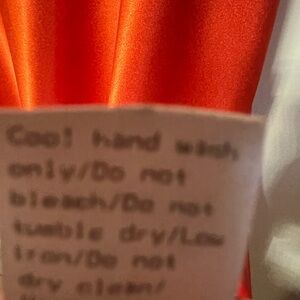 Cool hand wash
only/Do not
bleach/Do not
tumble dry/Low
iron/Do not
dry clean/